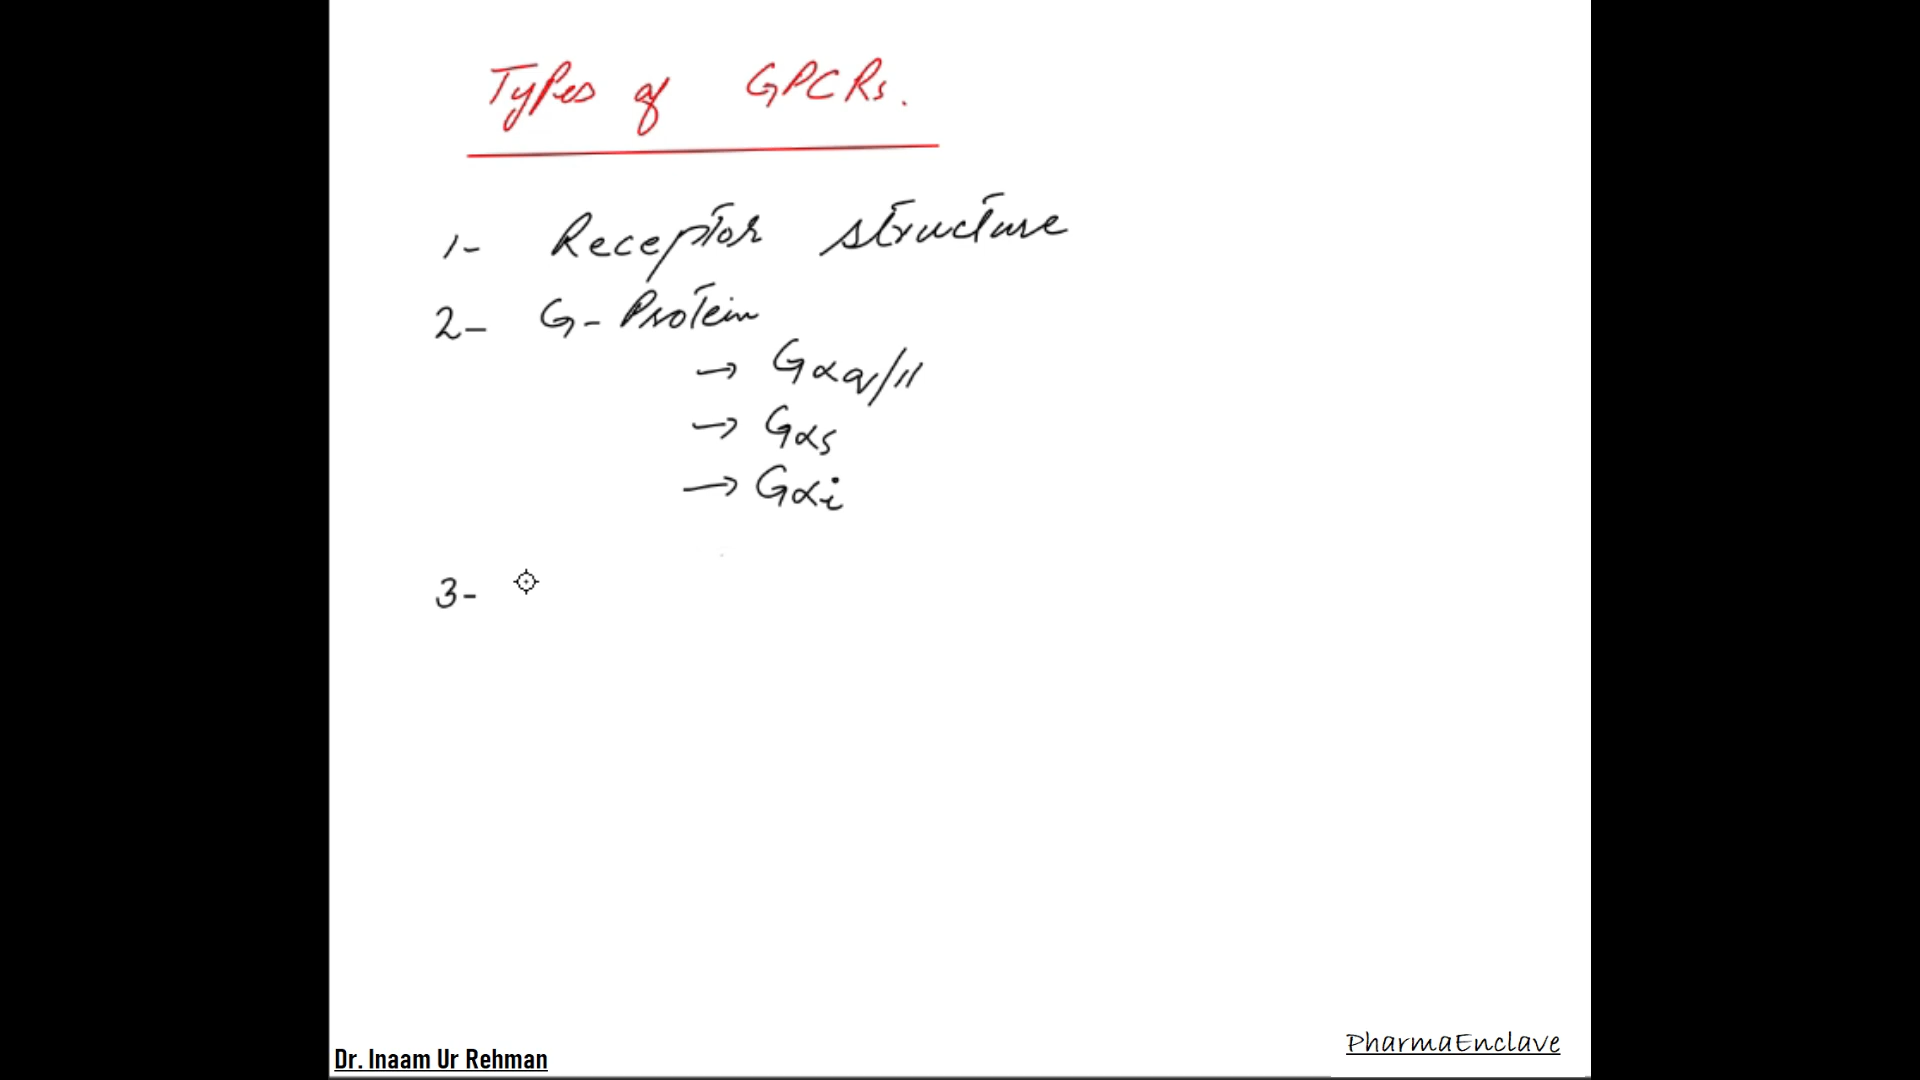 Types of GPCRs.
1- Receptor structure
2- G-Protein
→ Gαq/11
→ Gαs
→ Gαi
3-
Dr. Inaam Ur Rehman
PharmaEnclave